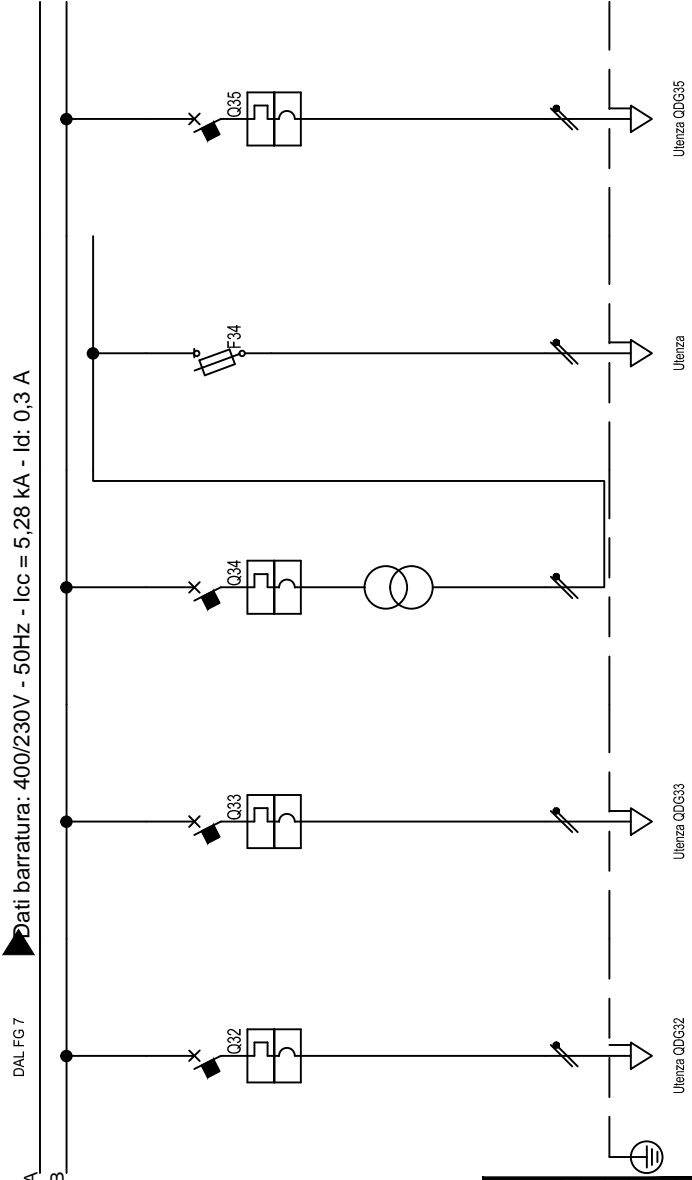 DAL FG 7
Dati barratura: 400/230V - 50Hz - Icc = 5,28 kA - Id: 0,3 A
A
B
Q32
Q33
Q34
F34
Q35
Utenza QDG32
Utenza QDG33
Utenza
Utenza QDG35